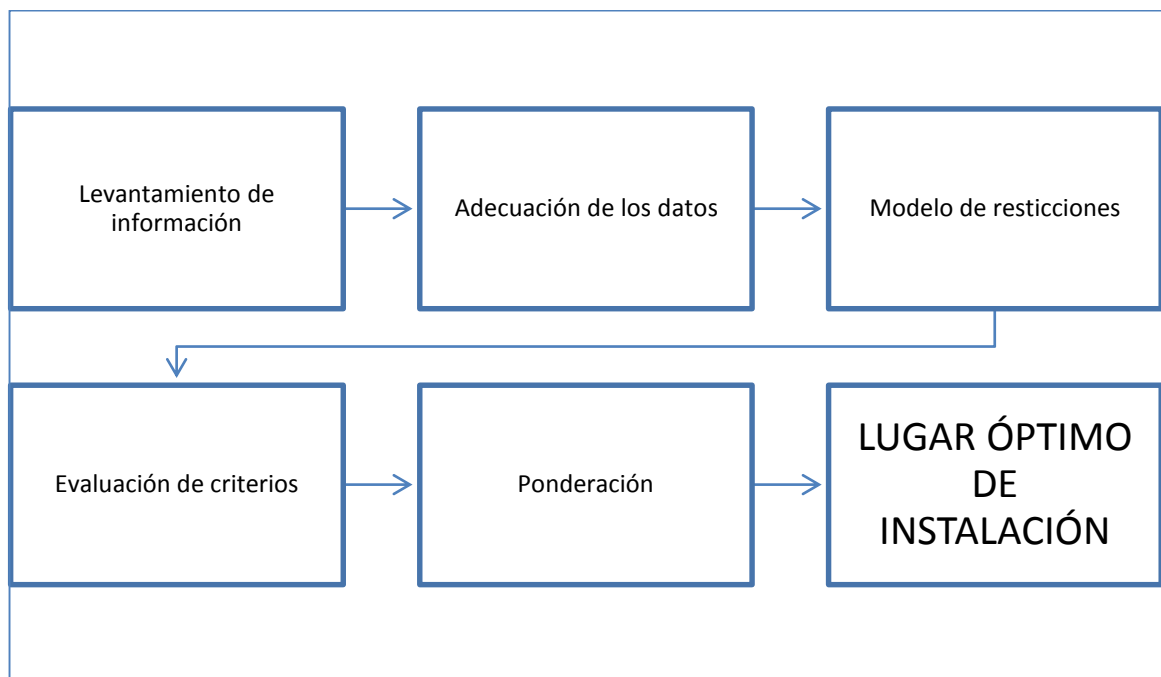 Levantamiento de
información
Adecuación de los datos
Modelo de resticciones
Evaluación de criterios
Ponderación
LUGAR ÓPTIMO
DE
INSTALACIÓN